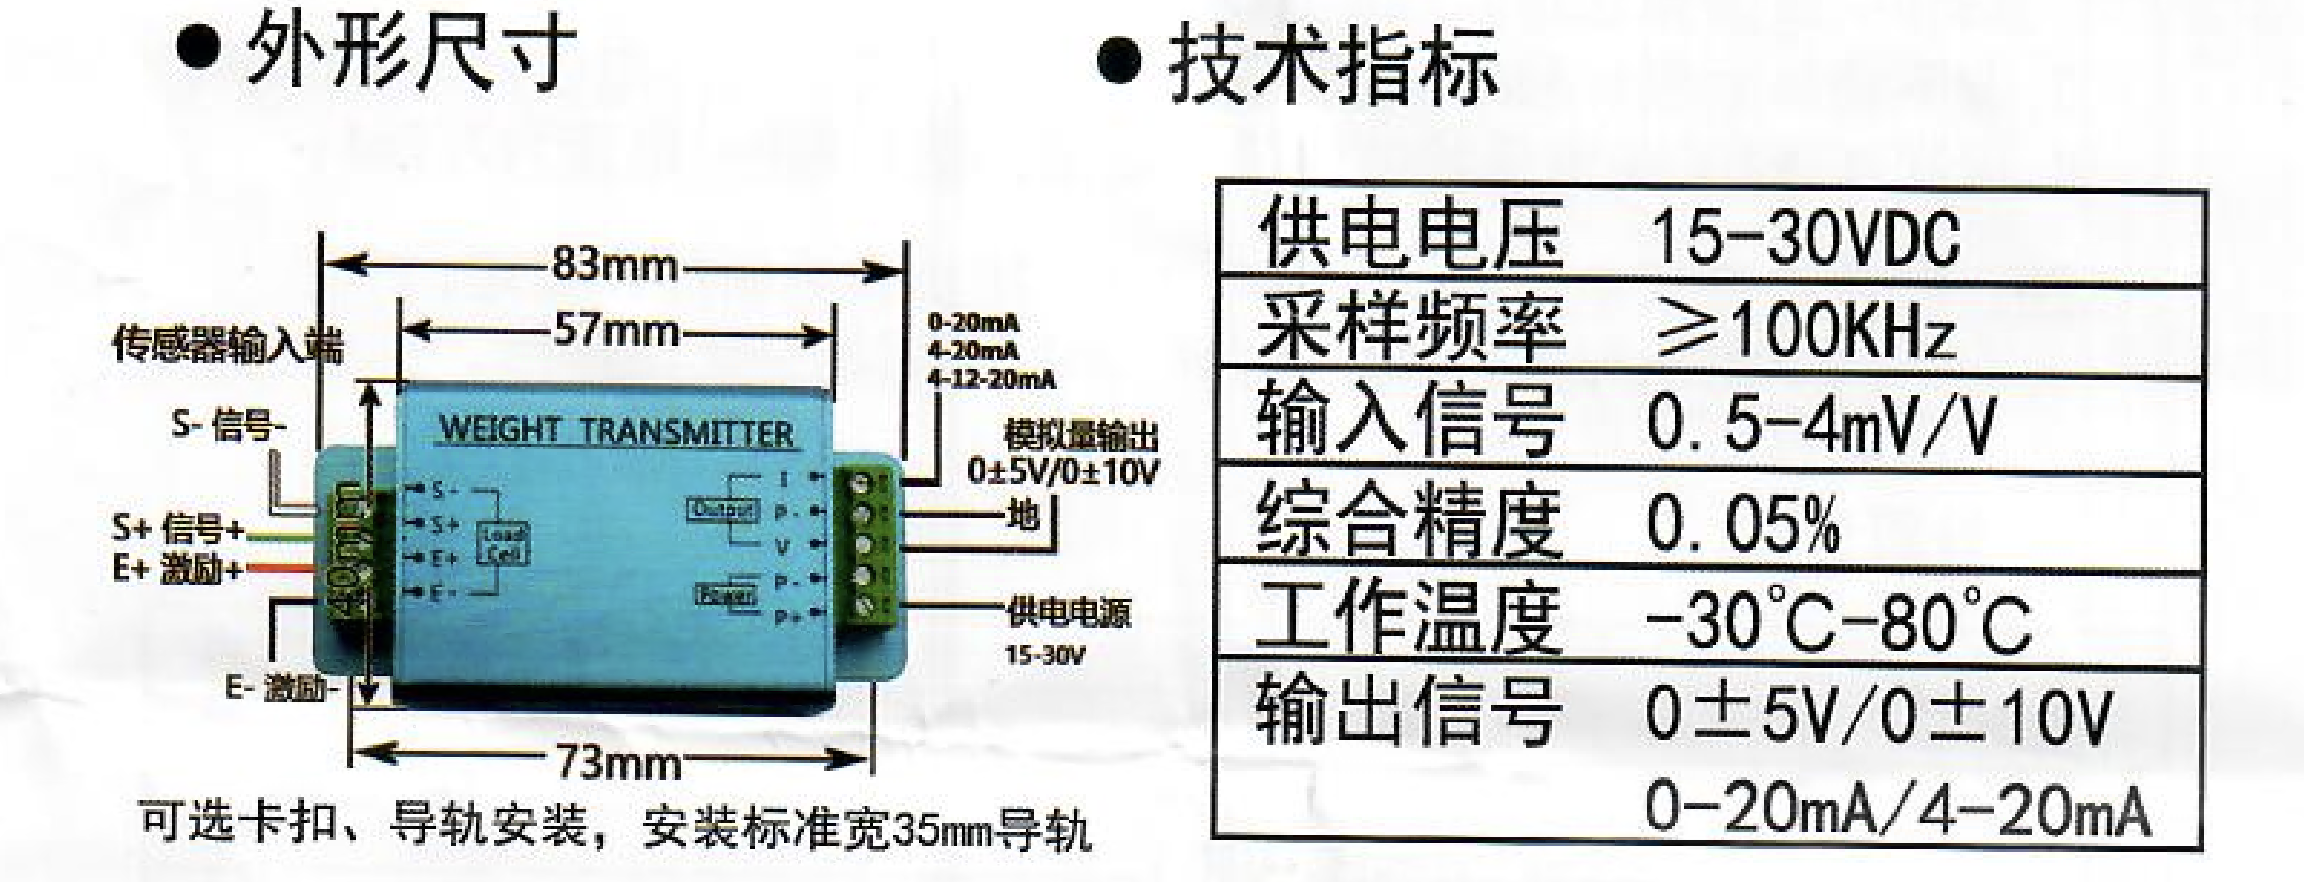 ● 外形尺寸
83mm
57mm
传感器输入端
S- 信号-
S+ 信号+
E+ 激励+
E- 激励-
40mm
WEIGHT TRANSMITTER
S-
S+
E+
E-
Load
Cell
Output
Power
I
P-
V
P-
P+
0-20mA
4-20mA
4-12-20mA
模拟量输出
0±5V/0±10V
地
供电电源
15-30V
73mm
可选卡扣、导轨安装，安装标准宽35mm导轨
● 技术指标
供电电压 15-30VDC
采样频率 ≥100KHz
输入信号 0.5-4mV/V
综合精度 0.05%
工作温度 -30℃-80℃
输出信号 0±5V/0±10V
0-20mA/4-20mA